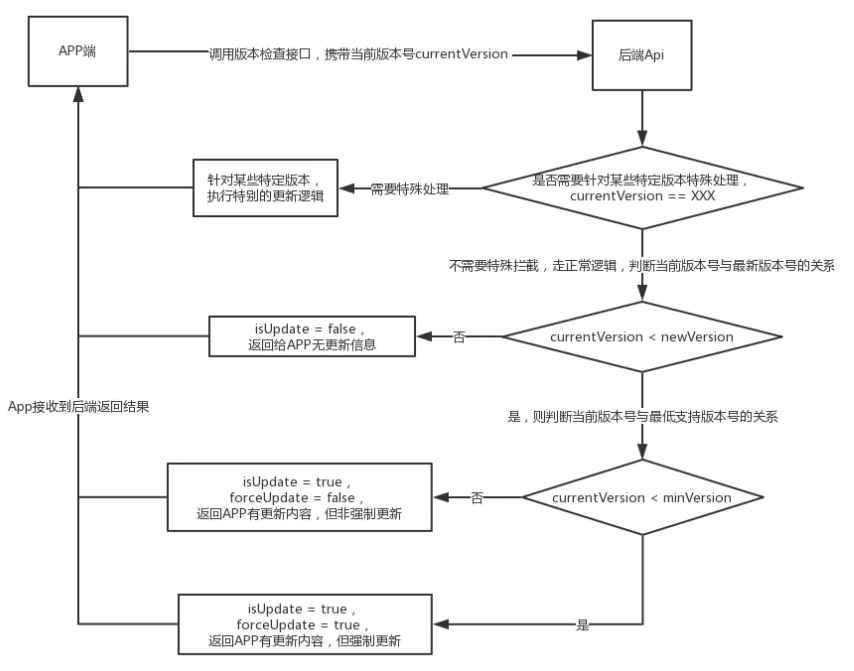 APP端
调用版本检查接口，携带当前版本号currentVersion
后端Api
针对某些特定版本，
执行特别的更新逻辑
需要特殊处理
是否需要针对某些特定版本特殊处理，
currentVersion == XXX
不需要特殊拦截，走正常逻辑，判断当前版本号与最新版本号的关系
isUpdate = false，
返回给APP无更新信息
否
currentVersion < newVersion
App接收到后端返回结果
是，则判断当前版本号与最低支持版本号的关系
isUpdate = true，
forceUpdate = false，
返回APP有更新内容，但非强制更新
否
currentVersion < minVersion
isUpdate = true，
forceUpdate = true，
返回APP有更新内容，但强制更新
是